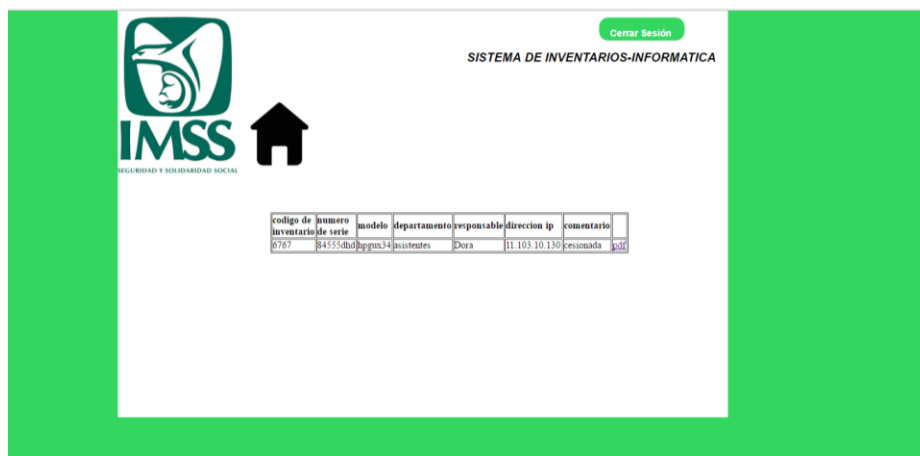 Cerrar Sesión
SISTEMA DE INVENTARIOS-INFORMATICA
IMSS
SEGURIDAD Y SOLIDARIDAD SOCIAL
codigo de inventario numero de serie modelo departamento responsable direccion ip comentario
6767 84555dhd hpgux34 asistentes Dora 11.103.10.130 cesionada pdf